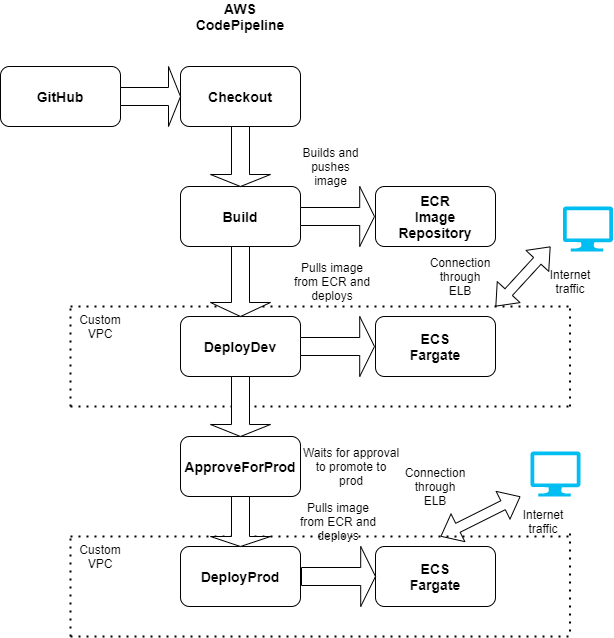 AWS
CodePipeline
GitHub
Checkout
Builds and
pushes
image
Build
ECR
Image
Repository
Pulls image
from ECR and
deploys
Connection
through
ELB
Internet
traffic
Custom
VPC
DeployDev
ECS
Fargate
ApproveForProd
Waits for approval
to promote to
prod
Connection
through
ELB
Pulls image
from ECR and
deploys
Internet
traffic
Custom
VPC
DeployProd
ECS
Fargate